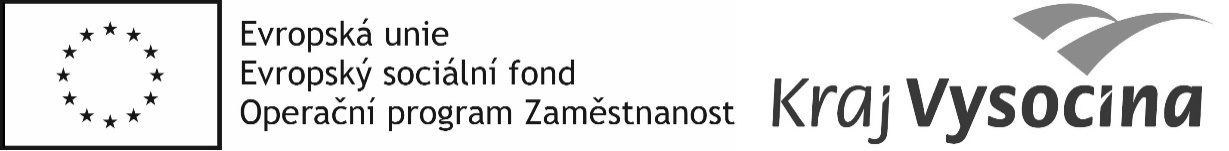 Evropská unie
Evropský sociální fond
Operační program Zaměstnanost
Kraj Vysočina